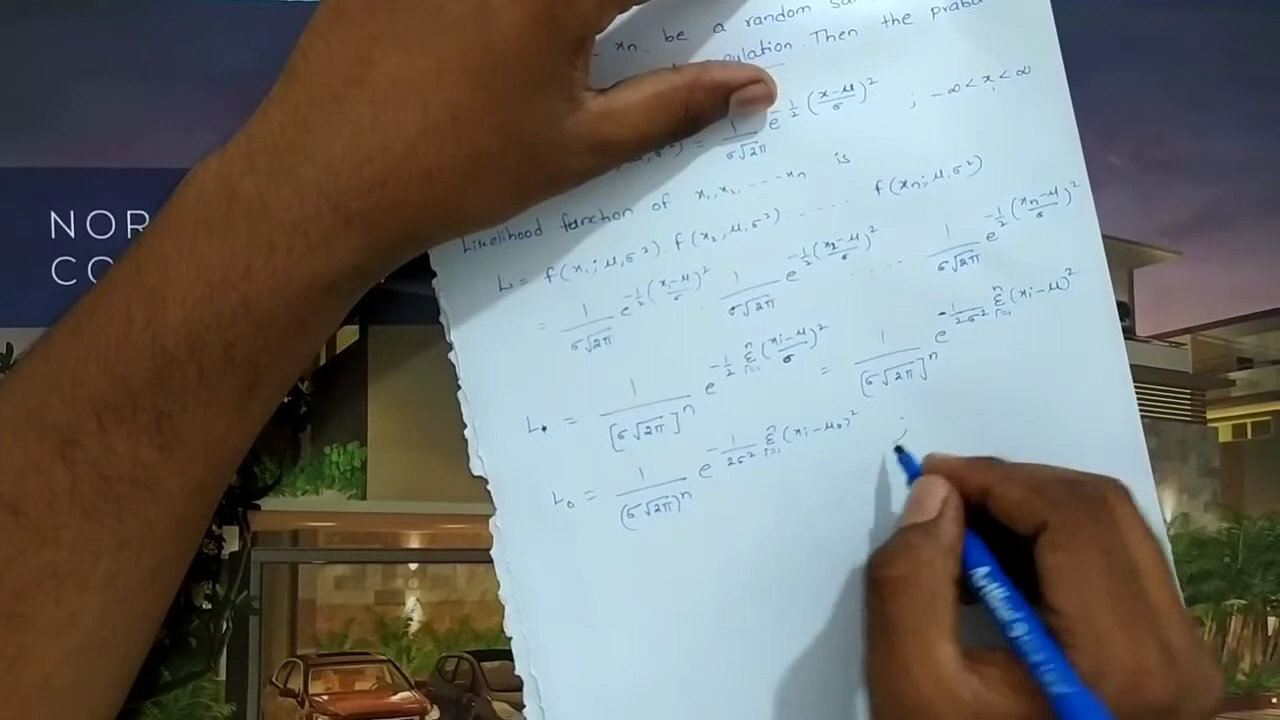 xn be a random
Then the
σ²) = 1/(σ√2π) e^(-1/2 ((x-μ)/σ)²) ; -∞ < x < ∞
Likelihood function of x₁, x₂, ---- xn is
L = f(x₁; μ, σ²). f(x₂; μ, σ²) ..... f(xn; μ, σ²)
= 1/(σ√2π) e^(-1/2 ((x₁-μ)/σ)²) . 1/(σ√2π) e^(-1/2 ((x₂-μ)/σ)²) .... 1/(σ√2π) e^(-1/2 ((xn-μ)/σ)²)
L = 1/[σ√2π]ⁿ e^(-1/2 Σ_{i=1}^{n} ((xi-μ)/σ)²) = 1/[σ√2π]ⁿ e^(-1/2σ² Σ_{i=1}^{n} (xi-μ)²)
L₀ = 1/(σ√2π)ⁿ e^(-1/2σ² Σ_{i=1}^{n} (xi-μ₀)²) ;
NOR
CO